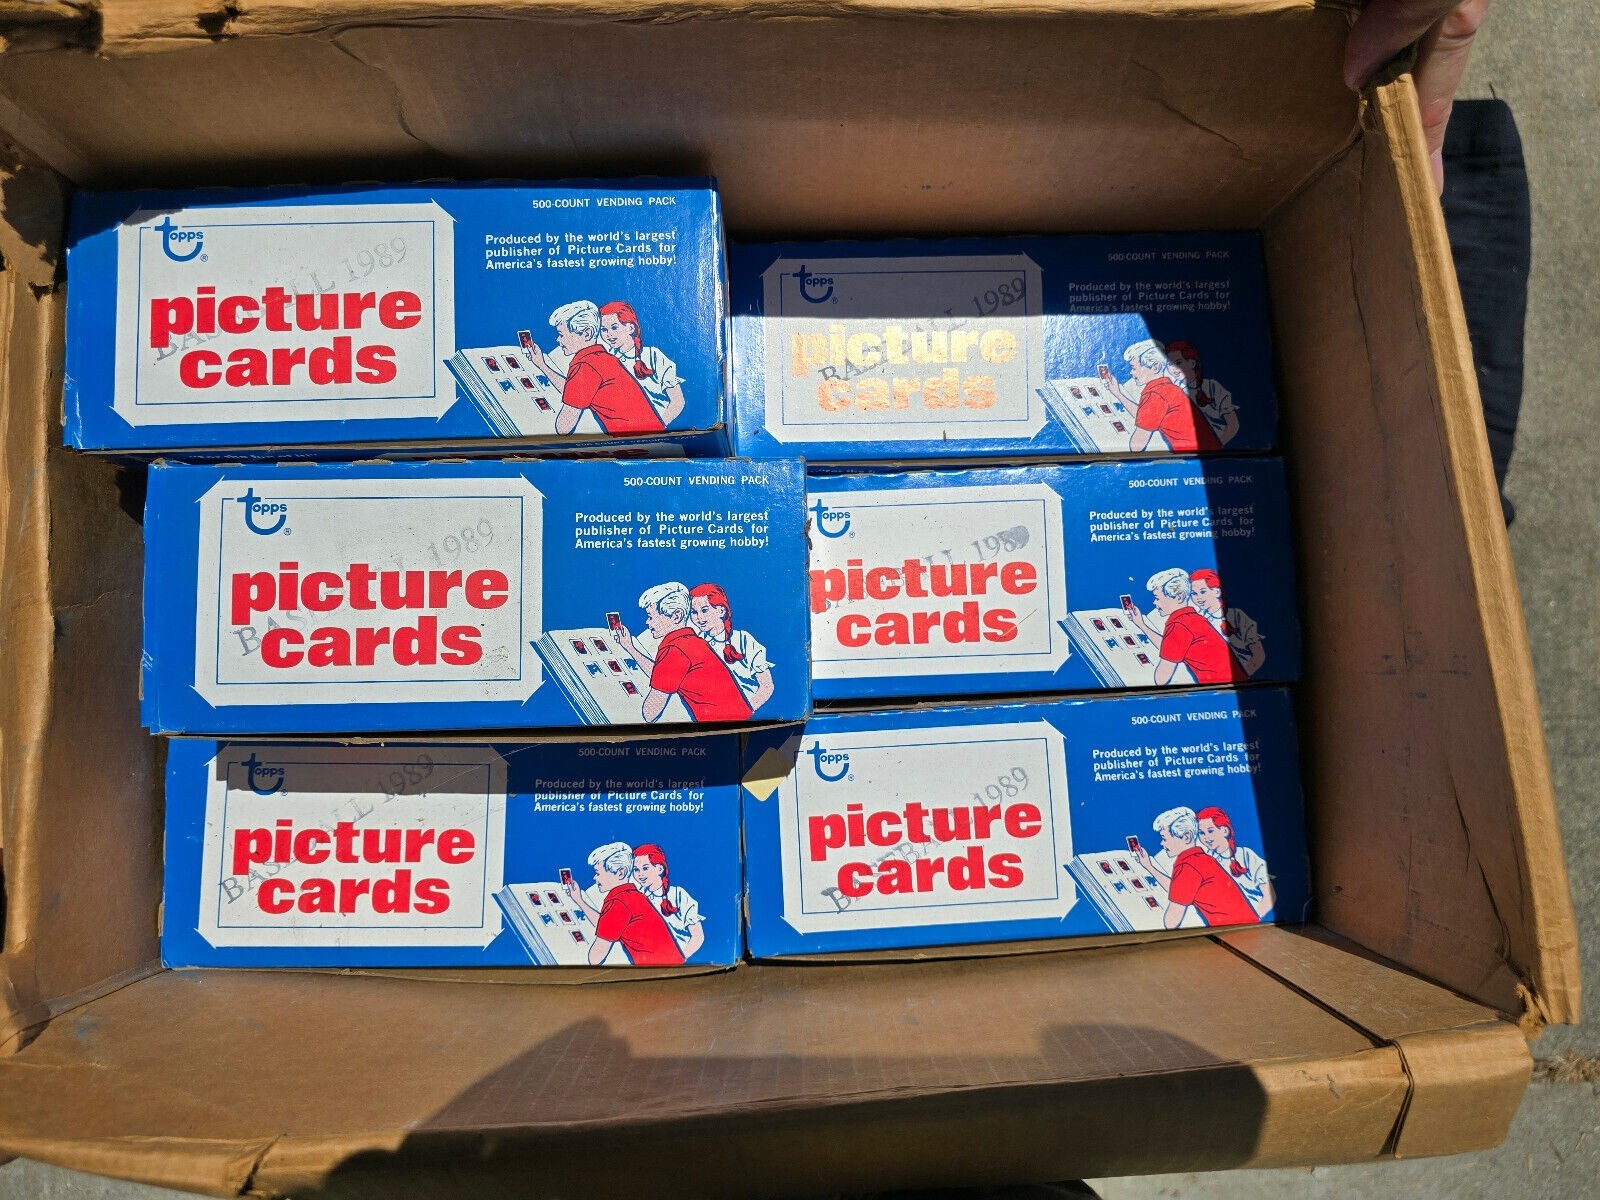 500-COUNT VENDING PACK
Produced by the world's largest
publisher of Picture Cards for
America's fastest growing hobby!
topps
®
BASEBALL 1989
picture
cards
500-COUNT VENDING PACK
Produced by the world's largest
publisher of Picture Cards for
America's fastest growing hobby!
topps
®
BASEBALL 1989
picture
cards
500-COUNT VENDING PACK
500-COUNT VENDING PACK
Produced by the world's largest
publisher of Picture Cards for
America's fastest growing hobby!
topps
®
BASEBALL 1989
picture
cards
500-COUNT VENDING PACK
Produced by the world's largest
publisher of Picture Cards for
America's fastest growing hobby!
topps
®
BASEBALL 1989
picture
cards
500-COUNT VENDING PACK
Produced by the world's largest
publisher of Picture Cards for
America's fastest growing hobby!
topps
®
BASEBALL 1989
picture
cards
500-COUNT VENDING PACK
Produced by the world's largest
publisher of Picture Cards for
America's fastest growing hobby!
topps
®
BASEBALL 1989
picture
cards